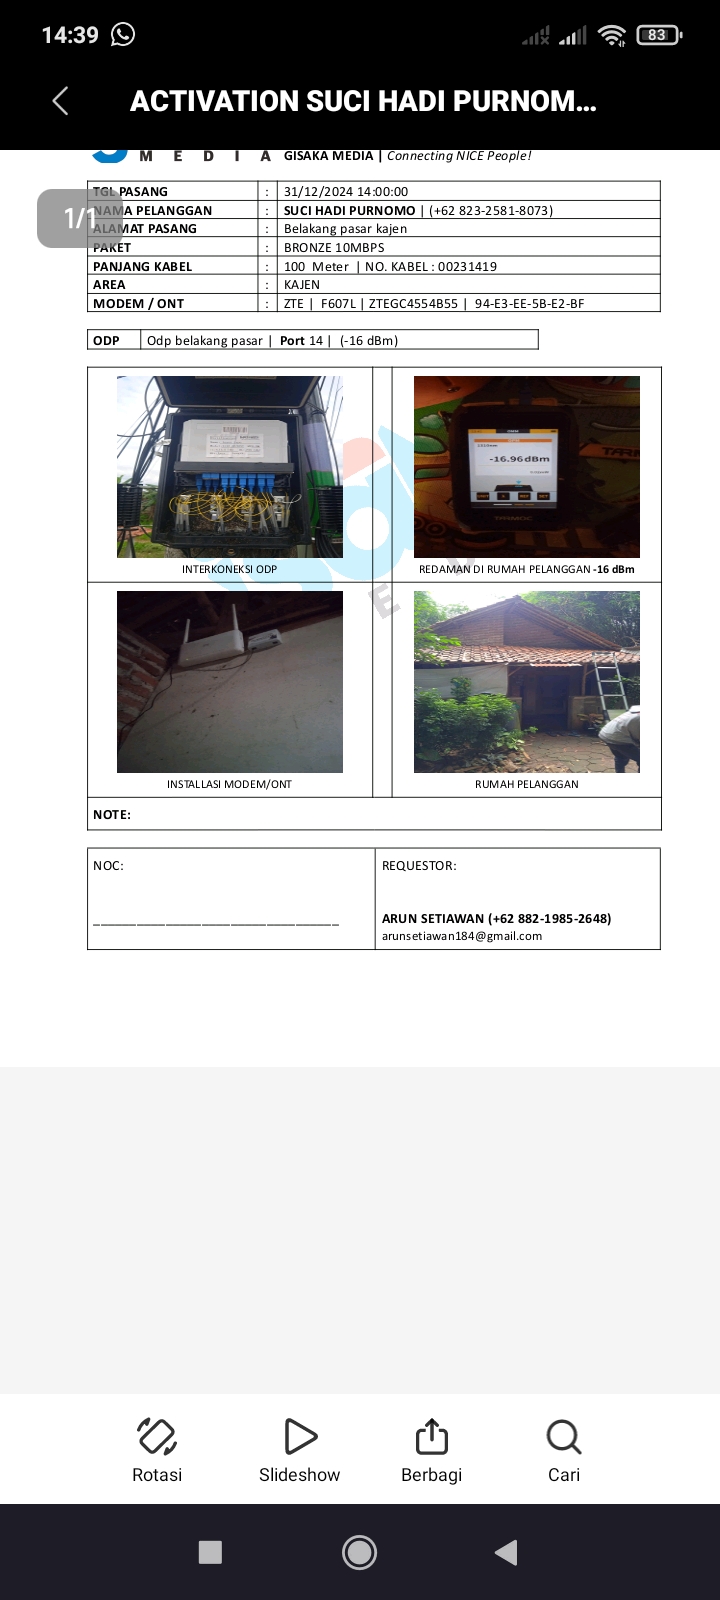 14:39
83
ACTIVATION SUCI HADI PURNOM...
M E D I A GISAKA MEDIA | Connecting NICE People!
1/1
TGL PASANG : 31/12/2024 14:00:00
NAMA PELANGGAN : SUCI HADI PURNOMO | (+62 823-2581-8073)
ALAMAT PASANG : Belakang pasar kajen
PAKET : BRONZE 10MBPS
PANJANG KABEL : 100 Meter | NO. KABEL : 00231419
AREA : KAJEN
MODEM / ONT : ZTE | F607L | ZTEGC4554B55 | 94-E3-EE-5B-E2-BF
ODP Odp belakang pasar | Port 14 | (-16 dBm)
-16.96dBm
INTERKONEKSI ODP
REDAMAN DI RUMAH PELANGGAN -16 dBm
INSTALLASI MODEM/ONT
RUMAH PELANGGAN
NOTE:
NOC:
REQUESTOR:
ARUN SETIAWAN (+62 882-1985-2648)
arunsetiawan184@gmail.com
Rotasi
Slideshow
Berbagi
Cari